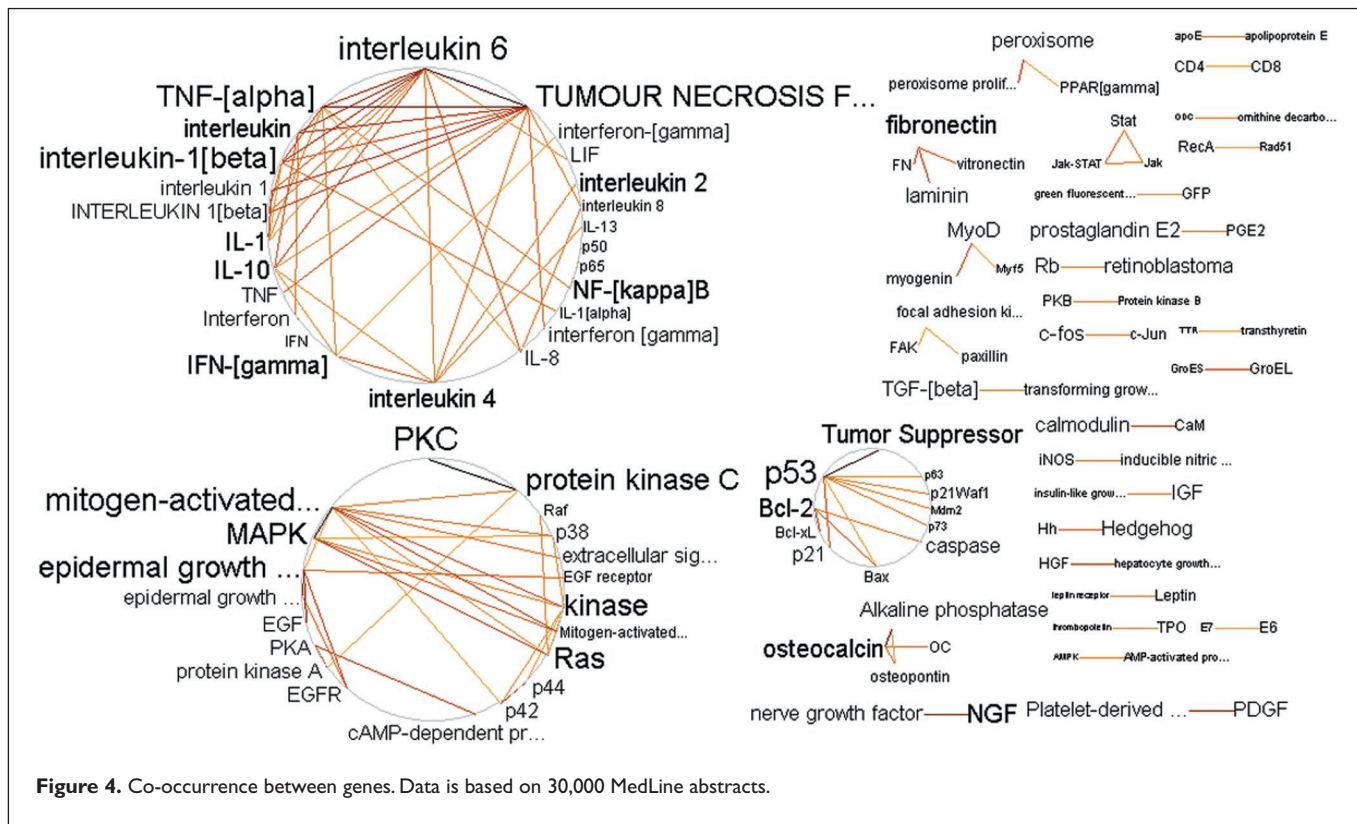 interleukin 6
TNF-[alpha]
TUMOUR NECROSIS F...
interleukin
interferon-[gamma]
interleukin-1[beta]
LIF
interleukin 1
interleukin 2
INTERLEUKIN 1[beta]
interleukin 8
IL-13
IL-1
p50
IL-10
p65
TNF
NF-[kappa]B
Interferon
IL-1[alpha]
IFN
interferon [gamma]
IFN-[gamma]
IL-8
interleukin 4
PKC
protein kinase C
mitogen-activated...
Raf
MAPK
p38
extracellular sig...
epidermal growth ...
EGF receptor
epidermal growth ...
kinase
EGF
Mitogen-activated...
PKA
Ras
protein kinase A
p44
EGFR
p42
cAMP-dependent pr...
peroxisome
peroxisome prolif...
PPAR[gamma]
fibronectin
FN
vitronectin
laminin
MyoD
myogenin
Myf5
focal adhesion ki...
FAK
paxillin
TGF-[beta] transforming grow...
Tumor Suppressor
p53
p63
Bcl-2
p21Waf1
Mdm2
Bcl-xL
p73
p21
caspase
Bax
Alkaline phosphatase
osteocalcin
OC
osteopontin
nerve growth factor NGF
apoE apolipoprotein E
CD4 CD8
Stat
Jak-STAT Jak
ODC ornithine decarbo...
RecA Rad51
green fluorescent... GFP
prostaglandin E2 PGE2
Rb retinoblastoma
PKB Protein kinase B
c-fos c-Jun
TTR transthyretin
GroES GroEL
calmodulin CaM
iNOS inducible nitric ...
insulin-like grow... IGF
Hh Hedgehog
HGF hepatocyte growth...
leptin receptor Leptin
thrombopoietin TPO
E7 E6
AMPK AMP-activated pro...
Platelet-derived ... PDGF
Figure 4. Co-occurrence between genes. Data is based on 30,000 MedLine abstracts.